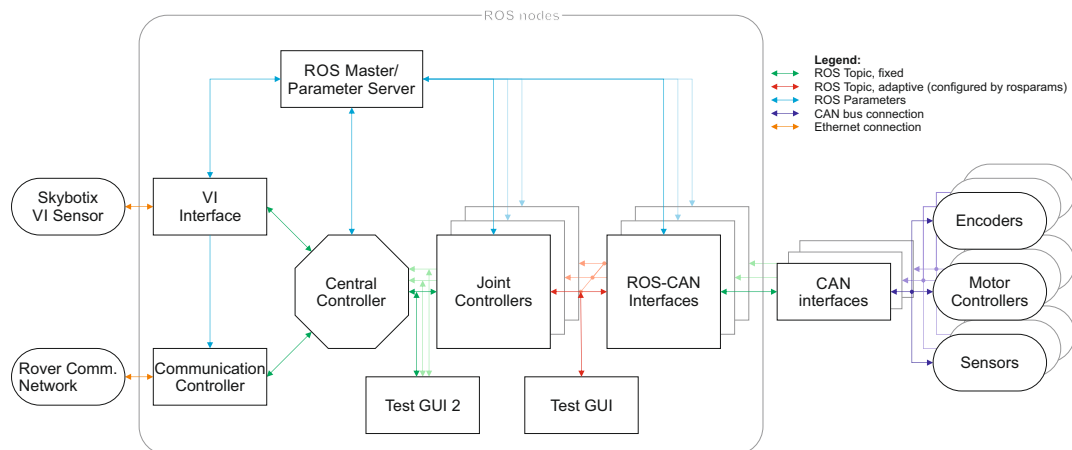 ROS nodes
ROS Master/
Parameter Server
Legend:
ROS Topic, fixed
ROS Topic, adaptive (configured by rosparams)
ROS Parameters
CAN bus connection
Ethernet connection
Skybotix
VI Sensor
VI
Interface
Central
Controller
Joint
Controllers
ROS-CAN
Interfaces
CAN
interfaces
Encoders
Motor
Controllers
Sensors
Rover Comm.
Network
Communication
Controller
Test GUI 2
Test GUI